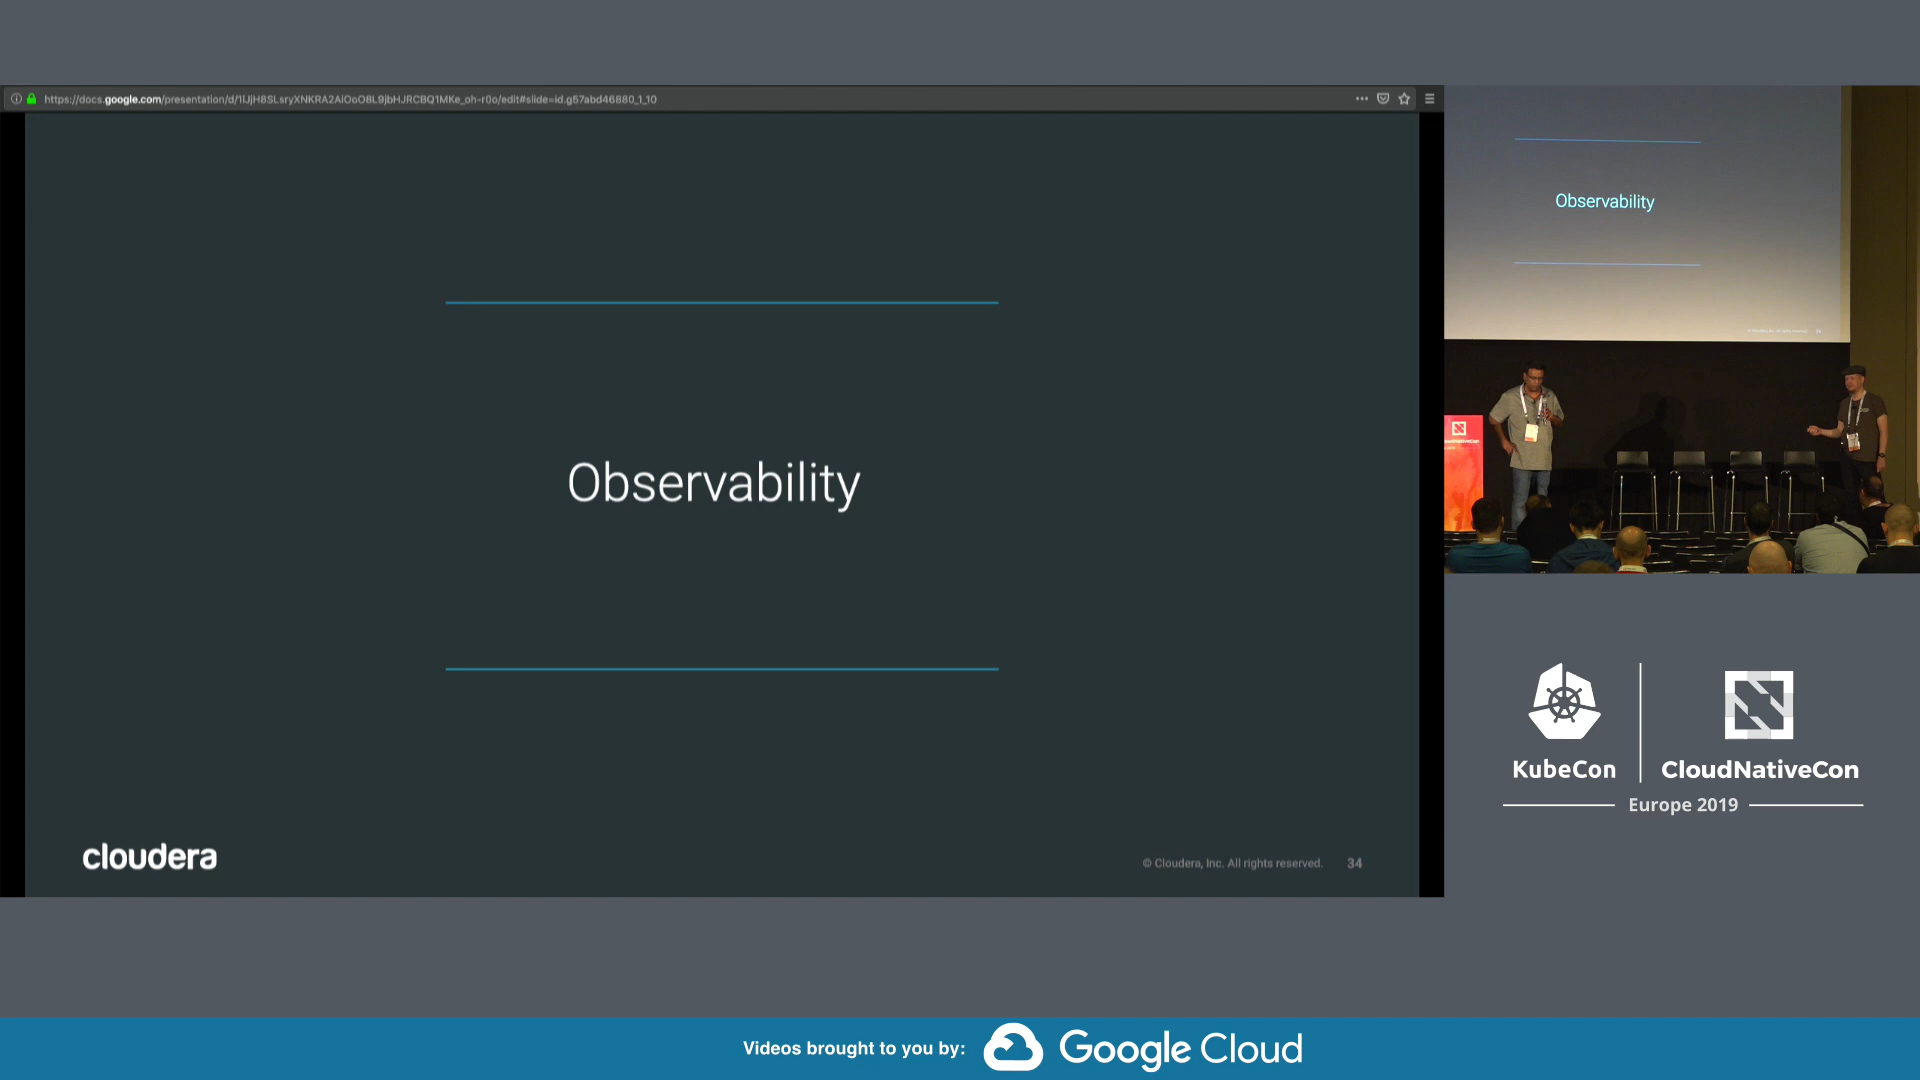 https://docs.google.com/presentation/d/1IJjH8SLsryXNKRA2AiOoO8L9jbHJRCBQ1MKe_oh-r0o/edit#slide=id.g57abd46880_1_10
Observability
cloudera
© Cloudera, Inc. All rights reserved. 34
Observability
KubeCon
CloudNativeCon
Europe 2019
Videos brought to you by:
Google Cloud